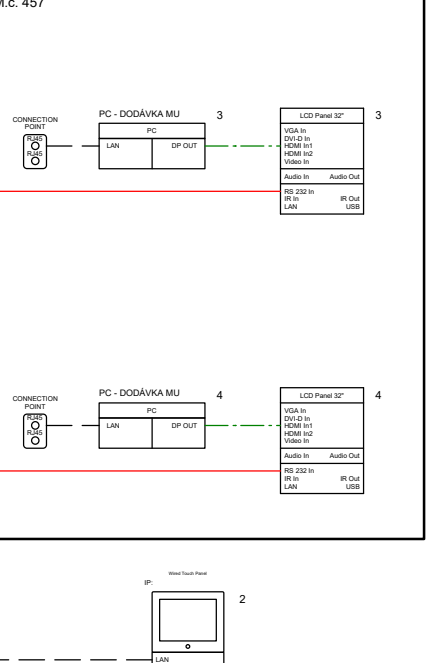 M.č. 457
CONNECTION
POINT
RJ45
RJ45
PC - DODÁVKA MU
3
PC
LAN
DP OUT
LCD Panel 32"
3
VGA In
DVI-D In
HDMI In1
HDMI In2
Video In
Audio In
Audio Out
RS 232 In
IR In
IR Out
LAN
USB
CONNECTION
POINT
RJ45
RJ45
PC - DODÁVKA MU
4
PC
LAN
DP OUT
LCD Panel 32"
4
VGA In
DVI-D In
HDMI In1
HDMI In2
Video In
Audio In
Audio Out
RS 232 In
IR In
IR Out
LAN
USB
Wired Touch Panel
IP:
2
LAN